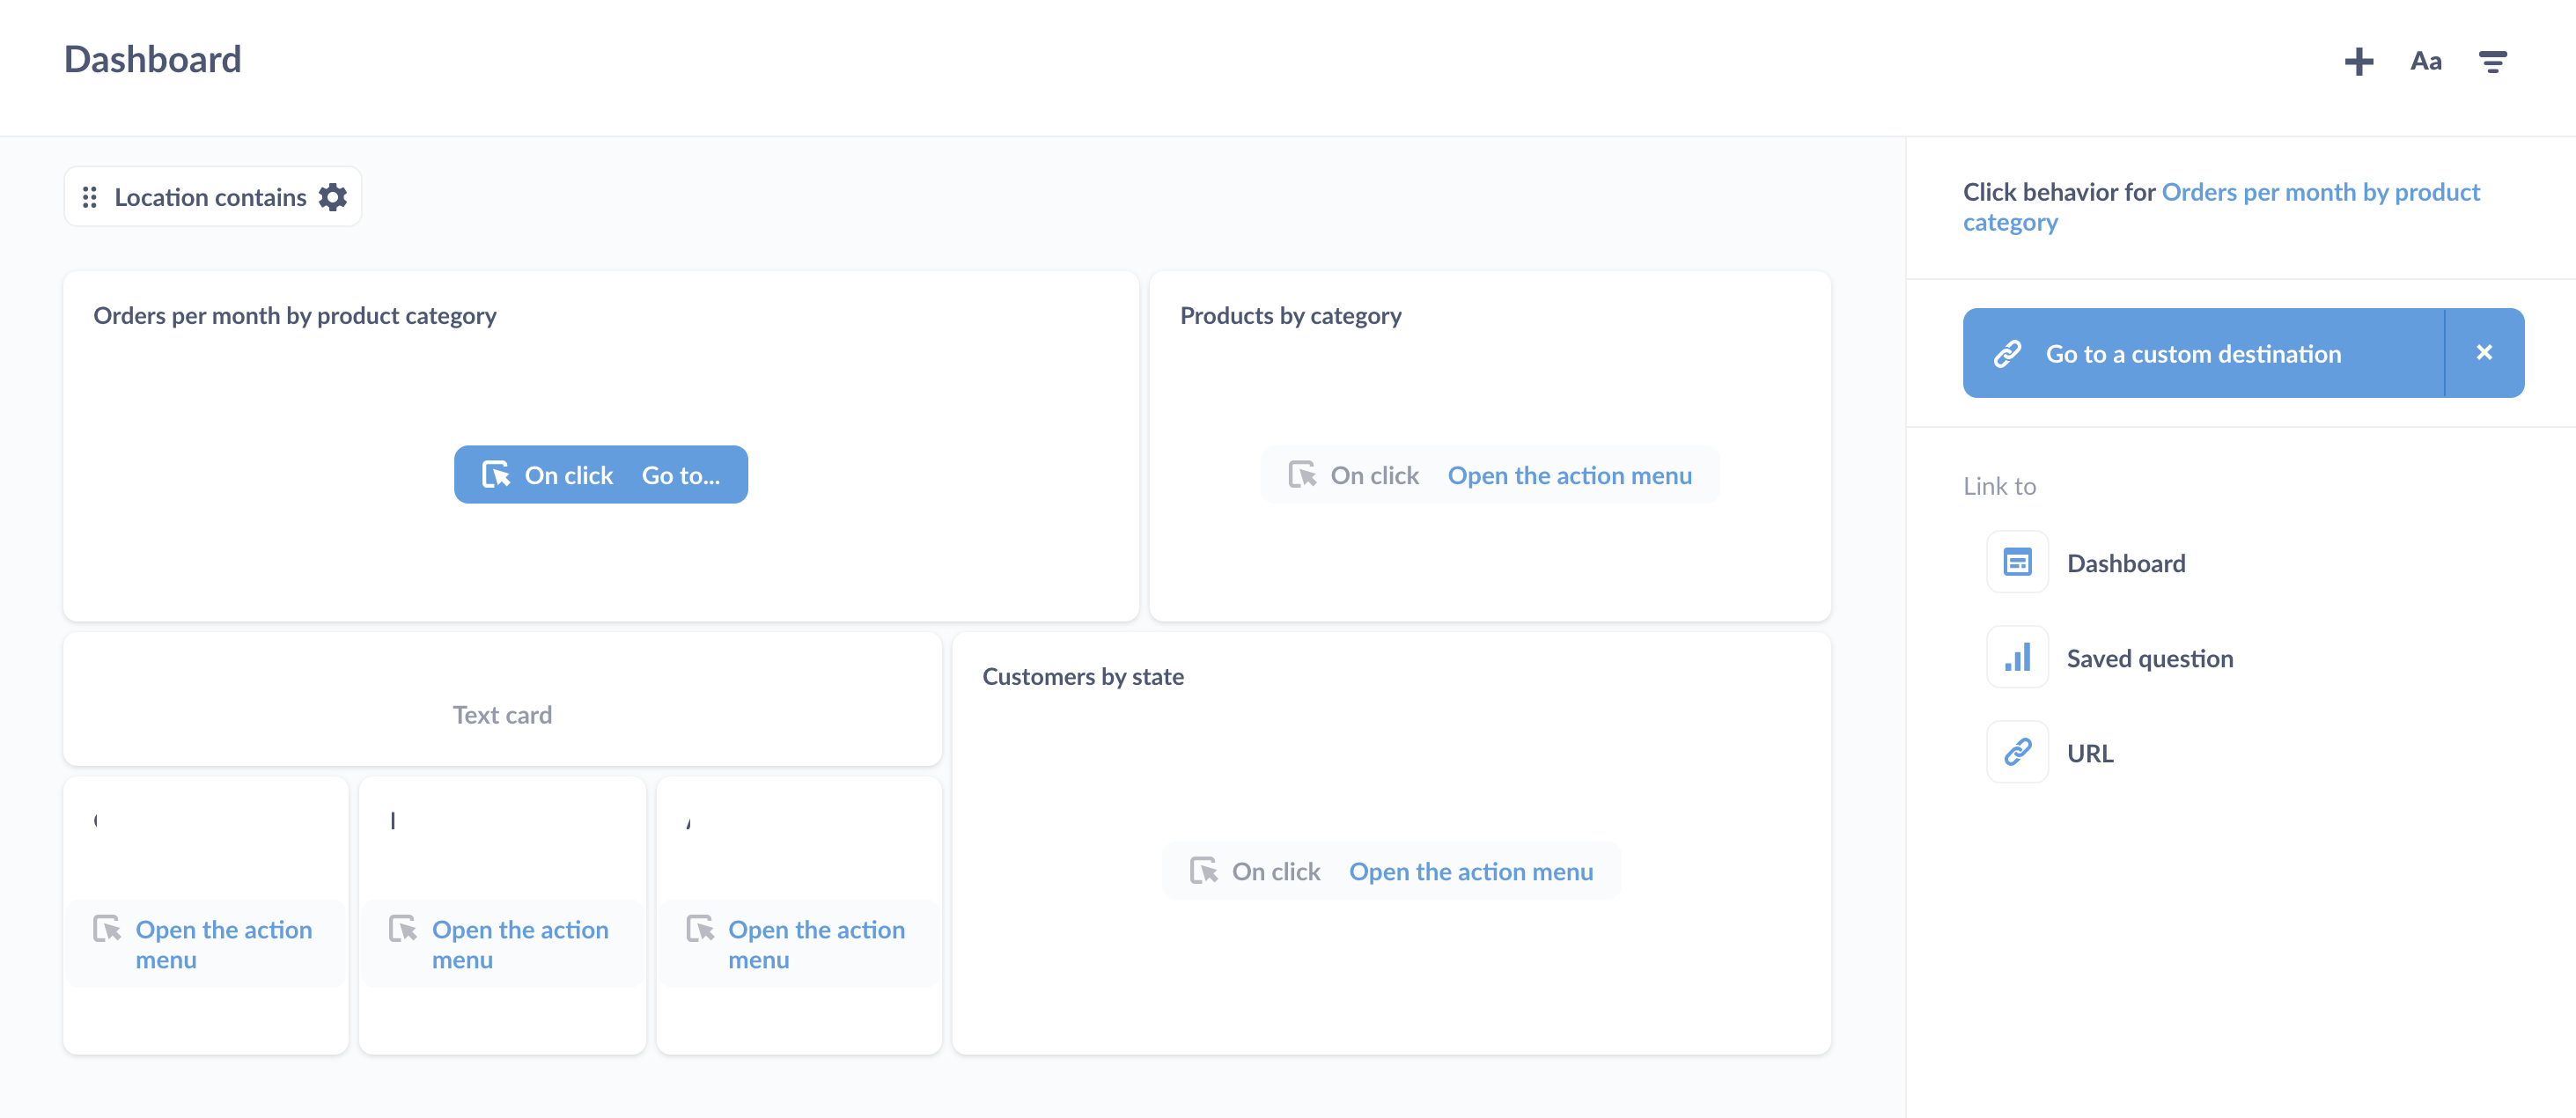 Dashboard
Aa
Location contains
Click behavior for Orders per month by product
category
Go to a custom destination
Link to
Dashboard
Saved question
URL
Orders per month by product category
On click Go to...
Products by category
On click Open the action menu
Text card
Customers by state
On click Open the action menu
Open the action
menu
Open the action
menu
Open the action
menu